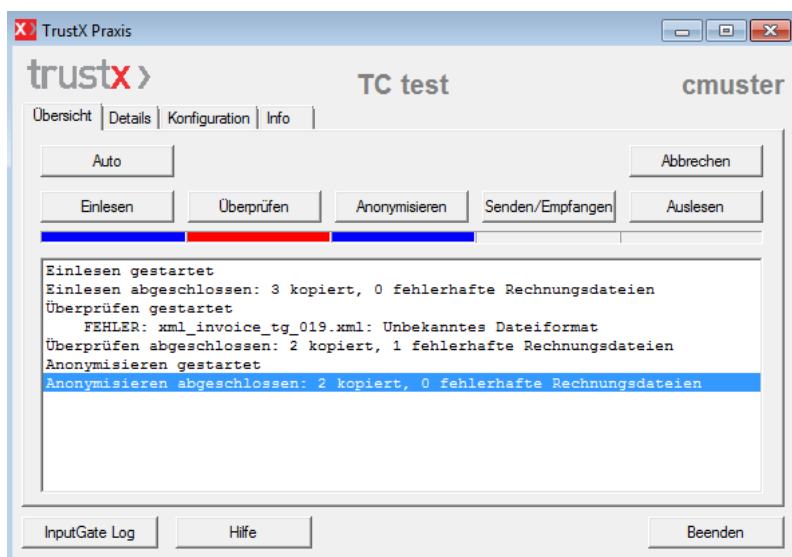 TrustX Praxis
trustx
TC test
cmuster
Übersicht Details Konfiguration Info
Auto Abbrechen
Einlesen Überprüfen Anonymisieren Senden/Empfangen Auslesen
Einlesen gestartet
Einlesen abgeschlossen: 3 kopiert, 0 fehlerhafte Rechnungsdateien
Überprüfen gestartet
FEHLER: xml_invoice_tg_019.xml: Unbekanntes Dateiformat
Überprüfen abgeschlossen: 2 kopiert, 1 fehlerhafte Rechnungsdateien
Anonymisieren gestartet
Anonymisieren abgeschlossen: 2 kopiert, 0 fehlerhafte Rechnungsdateien
InputGate Log Hilfe Beenden